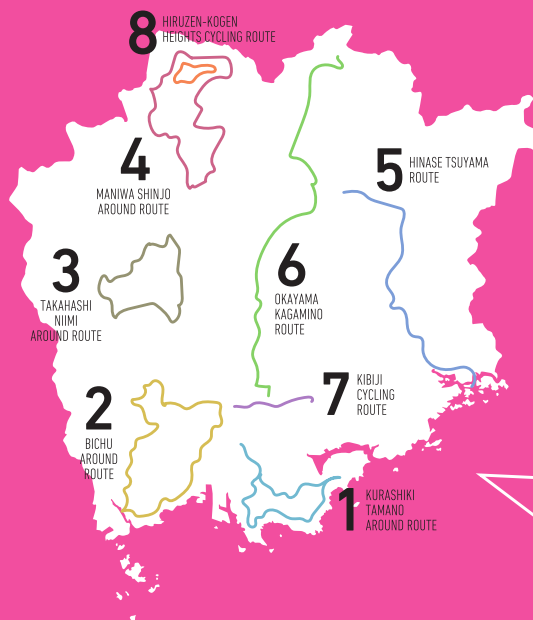 8
HIRUZEN-KOGEN
HEIGHTS CYCLING ROUTE
4
MANIWA SHINJO
AROUND ROUTE
5
HINASE TSUYAMA
ROUTE
3
TAKAHASHI
NIIMI
AROUND ROUTE
6
OKAYAMA
KAGAMINO
ROUTE
7
KIBIJI
CYCLING
ROUTE
2
BICHU
AROUND
ROUTE
1
KURASHIKI
TAMANO
AROUND ROUTE